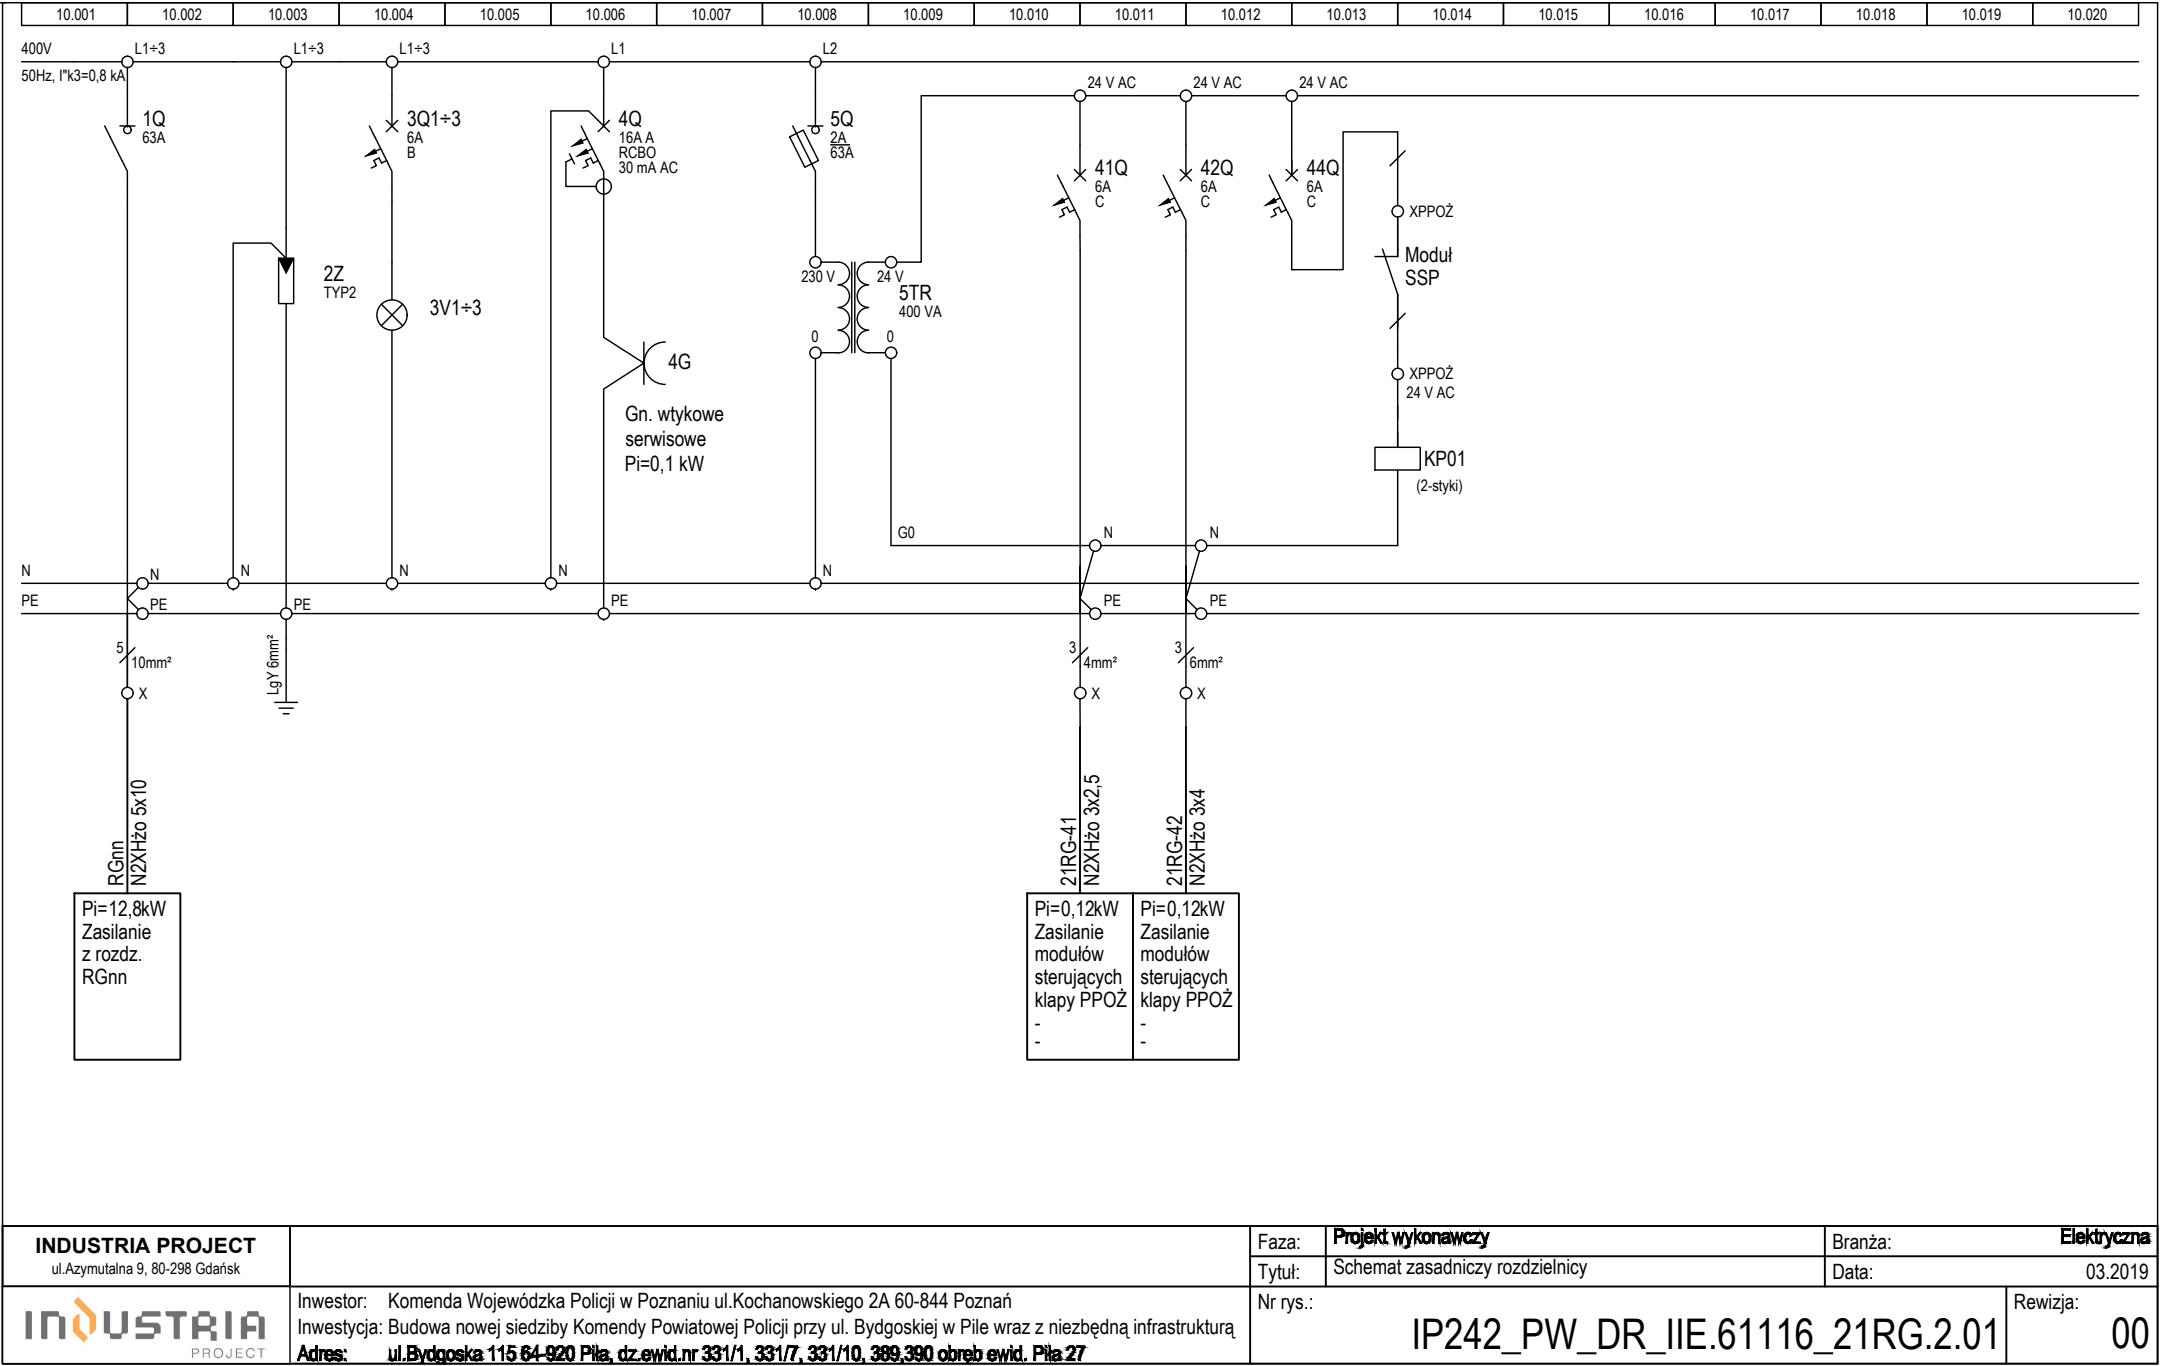 10.001 10.002 10.003 10.004 10.005 10.006 10.007 10.008 10.009 10.010 10.011 10.012 10.013 10.014 10.015 10.016 10.017 10.018 10.019 10.020
400V L1÷3 L1÷3 L1÷3 L1 L2
50Hz, I"k3=0,8 kA
24 V AC 24 V AC 24 V AC
1Q
63A
3Q1÷3
6A
B
4Q
16A A
RCBO
30 mA AC
5Q
2A
63A
41Q
6A
C
42Q
6A
C
44Q
6A
C
XPPOŻ
Moduł
SSP
2Z
TYP2
3V1÷3
230 V 24 V
5TR
400 VA
0 0
4G
XPPOŻ
24 V AC
Gn. wtykowe
serwisowe
Pi=0,1 kW
KP01
(2-styki)
G0 N N
N N N N N N
PE PE PE PE PE PE
5 10mm²
LgY 6mm²
3 4mm²
3 6mm²
X X X
RGnn
N2XHżo 5x10
21RG-41
N2XHżo 3x2,5
21RG-42
N2XHżo 3x4
Pi=12,8kW
Zasilanie
z rozdz.
RGnn
Pi=0,12kW
Zasilanie
modułów
sterujących
klapy PPOŻ
-
-
Pi=0,12kW
Zasilanie
modułów
sterujących
klapy PPOŻ
-
-
INDUSTRIA PROJECT
ul.Azymutalna 9, 80-298 Gdańsk
INDUSTRIA
PROJECT
Inwestor: Komenda Wojewódzka Policji w Poznaniu ul.Kochanowskiego 2A 60-844 Poznań
Inwestycja: Budowa nowej siedziby Komendy Powiatowej Policji przy ul. Bydgoskiej w Pile wraz z niezbędną infrastrukturą
Adres: ul.Bydgoska 115 64-920 Piła, dz.ewid.nr 331/1, 331/7, 331/10, 389,390 obręb ewid. Piła 27
Faza: Projekt wykonawczy Branża: Elektryczna
Tytuł: Schemat zasadniczy rozdzielnicy Data: 03.2019
Nr rys.: IP242_PW_DR_IIE.61116_21RG.2.01
Rewizja: 00